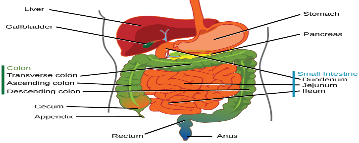 Liver
Stomach
Gallbladder
Pancreas
Colon
Transverse colon
Ascending colon
Descending colon
Small Intestine
Duodenum
Jejunum
Ileum
Cecum
Appendix
Rectum
Anus